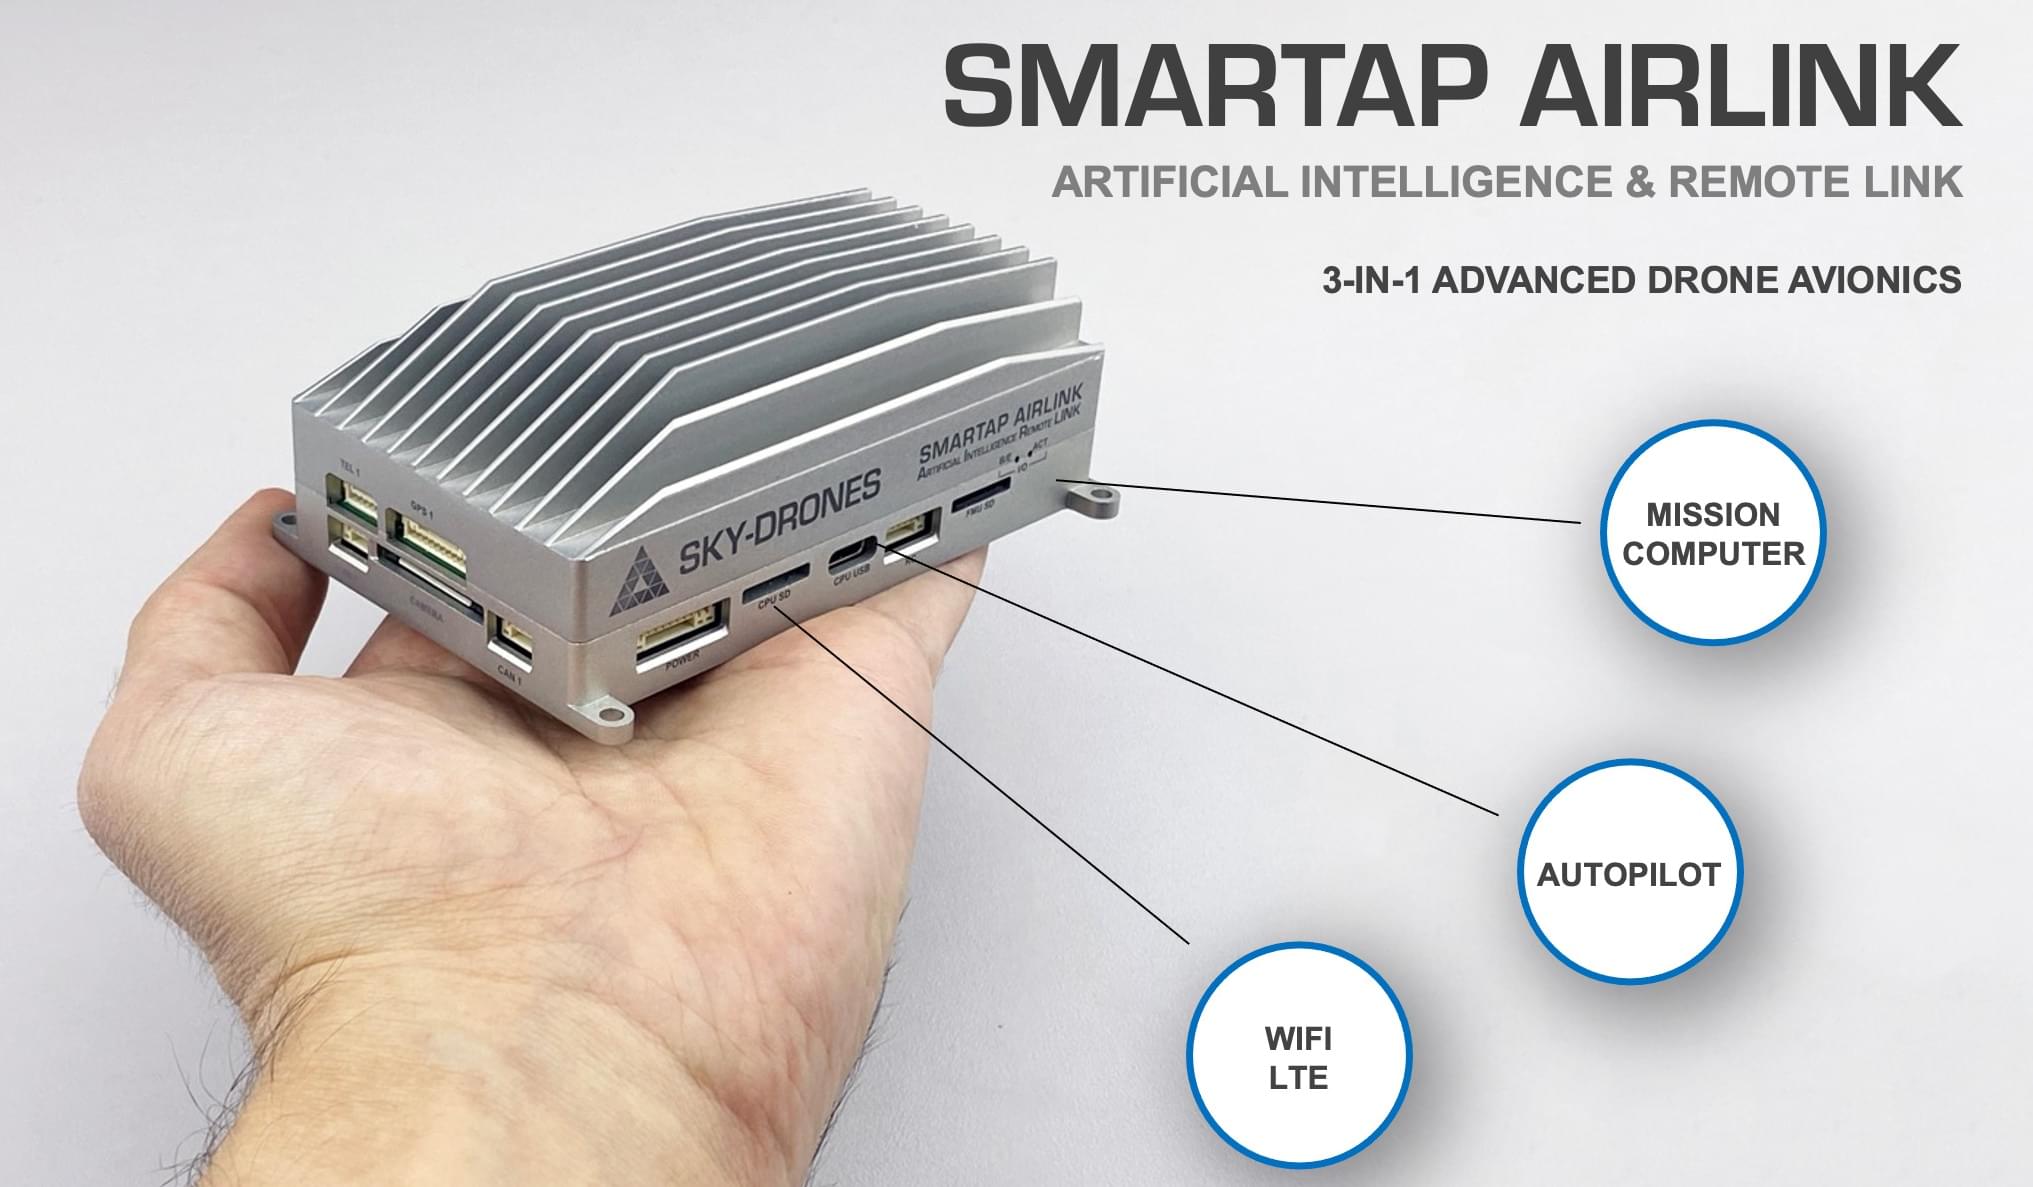 SMARTAP AIRLINK
ARTIFICIAL INTELLIGENCE & REMOTE LINK
3-IN-1 ADVANCED DRONE AVIONICS
TEL 1
GPS 1
CAMERA
CAN 1
SKY-DRONES
SMARTAP AIRLINK
ARTIFICIAL INTELLIGENCE REMOTE LINK
ACT
I/O
POWER
CPU SD
CPU USB
FMU SD
MISSION
COMPUTER
AUTOPILOT
WIFI
LTE